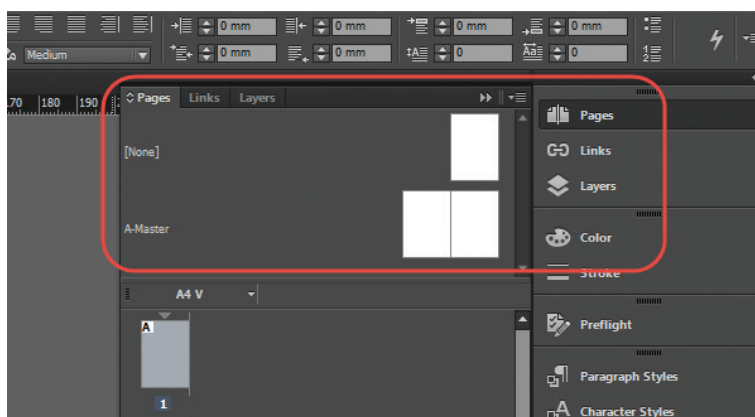 0 mm 0 mm 0 mm 0 mm
Medium 0 mm 0 mm 0 0
170 180 190
Pages Links Layers
[None]
A-Master
A4 V
A
1
Pages
Links
Layers
Color
Stroke
Preflight
Paragraph Styles
Character Styles